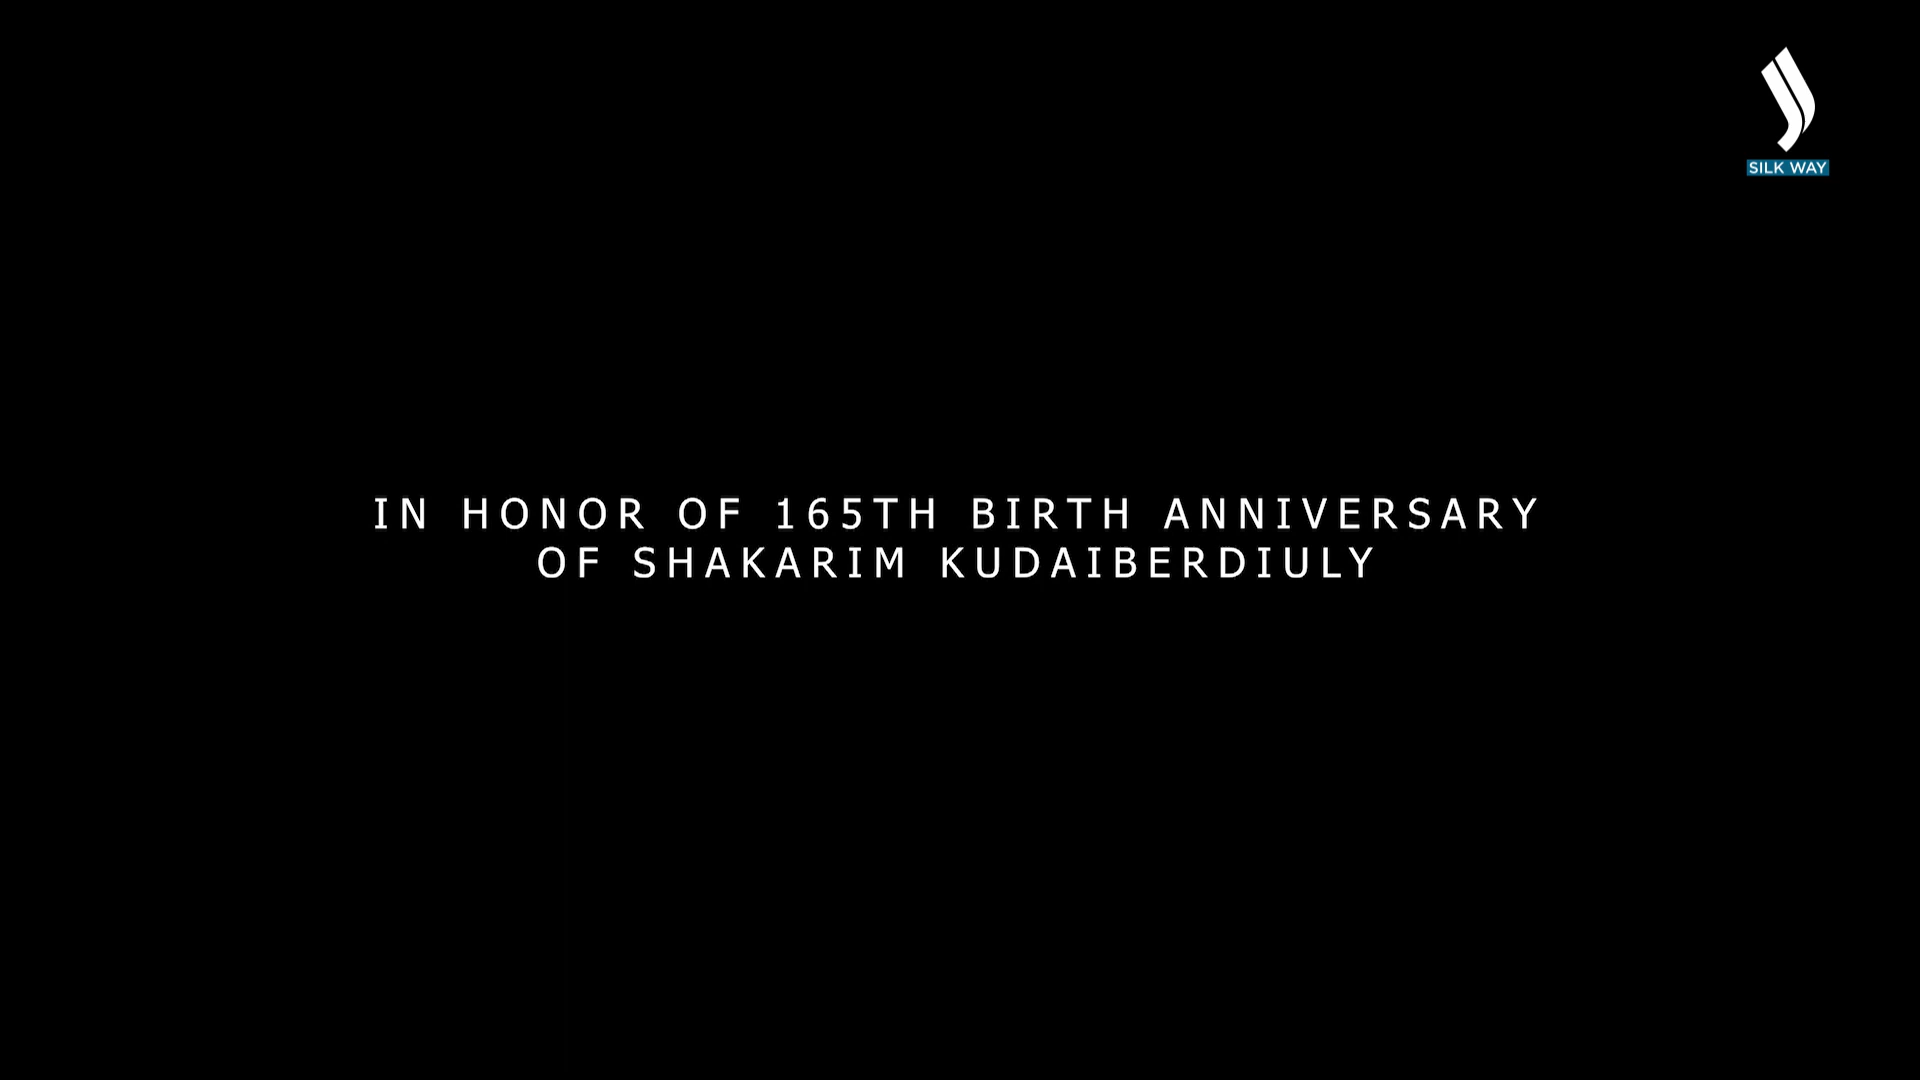 SILK WAY
IN HONOR OF 165TH BIRTH ANNIVERSARY
OF SHAKARIM KUDAIBERDIULY